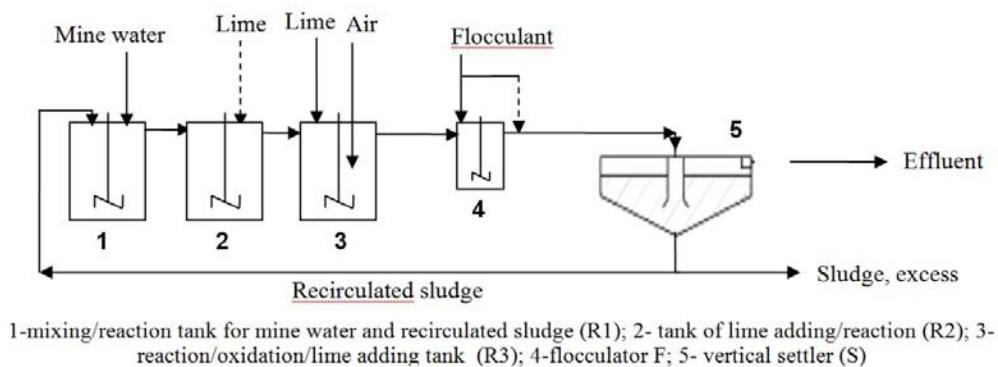 Mine water
Lime
Lime
Air
Flocculant
1
2
3
4
5
Effluent
Sludge, excess
Recirculated sludge
1-mixing/reaction tank for mine water and recirculated sludge (R1); 2- tank of lime adding/reaction (R2); 3-
reaction/oxidation/lime adding tank (R3); 4-flocculator F; 5- vertical settler (S)